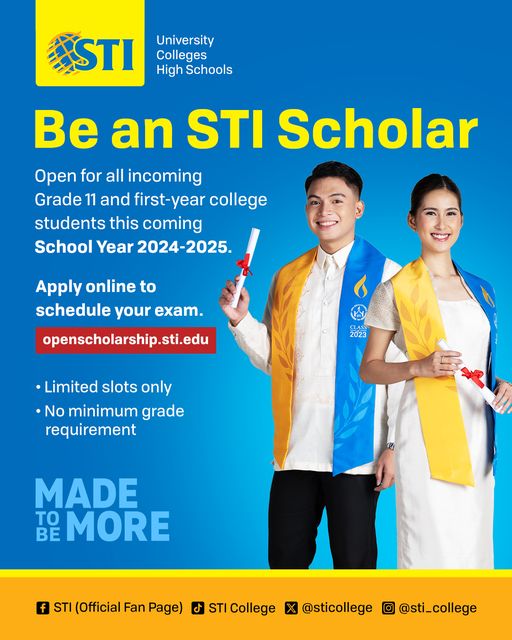 STI
University
Colleges
High Schools
Be an STI Scholar
Open for all incoming
Grade 11 and first-year college
students this coming
School Year 2024-2025.
Apply online to
schedule your exam.
openscholarship.sti.edu
• Limited slots only
• No minimum grade
requirement
CLASS
2023
MADE
TO BE MORE
STI (Official Fan Page) STI College @sticollege @sti_college